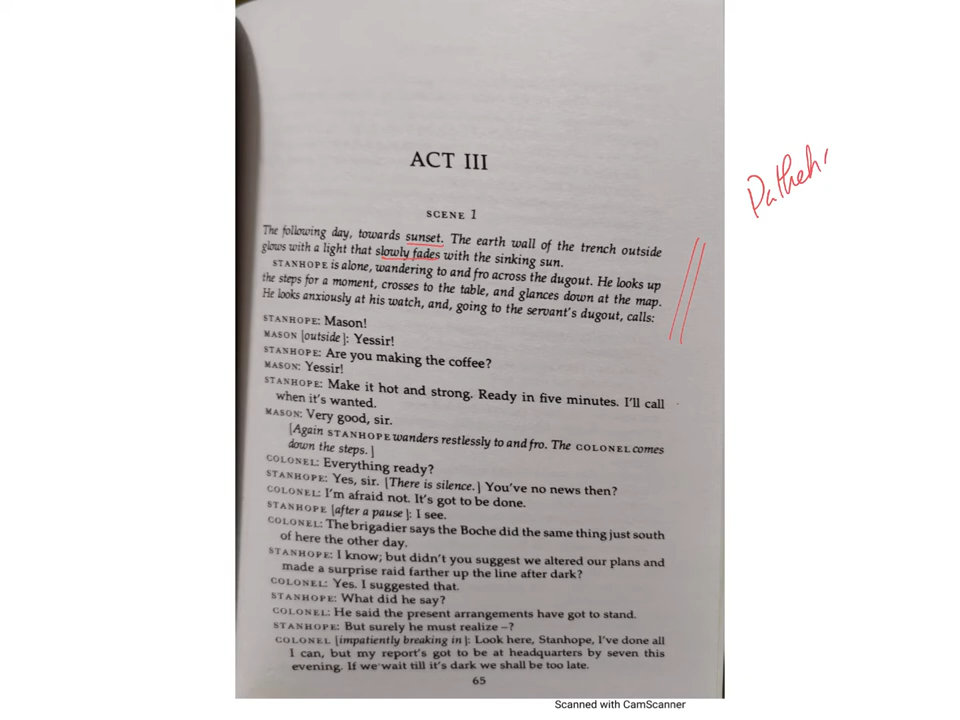 ACT III
SCENE 1
The following day, towards sunset. The earth wall of the trench outside
glows with a light that slowly fades with the sinking sun.
STANHOPE is alone, wandering to and fro across the dugout. He looks up
the steps for a moment, crosses to the table, and glances down at the map.
He looks anxiously at his watch, and, going to the servant's dugout, calls:
STANHOPE: Mason!
MASON [outside]: Yessir!
STANHOPE: Are you making the coffee?
MASON: Yessir!
STANHOPE: Make it hot and strong. Ready in five minutes. I'll call
when it's wanted.
MASON: Very good, sir.
[Again STANHOPE wanders restlessly to and fro. The COLONEL comes
down the steps.]
COLONEL: Everything ready?
STANHOPE: Yes, sir. [There is silence.] You've no news then?
COLONEL: I'm afraid not. It's got to be done.
STANHOPE [after a pause]: I see.
COLONEL: The brigadier says the Boche did the same thing just south
of here the other day.
STANHOPE: I know; but didn't you suggest we altered our plans and
made a surprise raid farther up the line after dark?
COLONEL: Yes. I suggested that.
STANHOPE: What did he say?
COLONEL: He said the present arrangements have got to stand.
STANHOPE: But surely he must realize –?
COLONEL [impatiently breaking in]: Look here, Stanhope, I've done all
I can, but my report's got to be at headquarters by seven this
evening. If we wait till it's dark we shall be too late.
65
Scanned with CamScanner